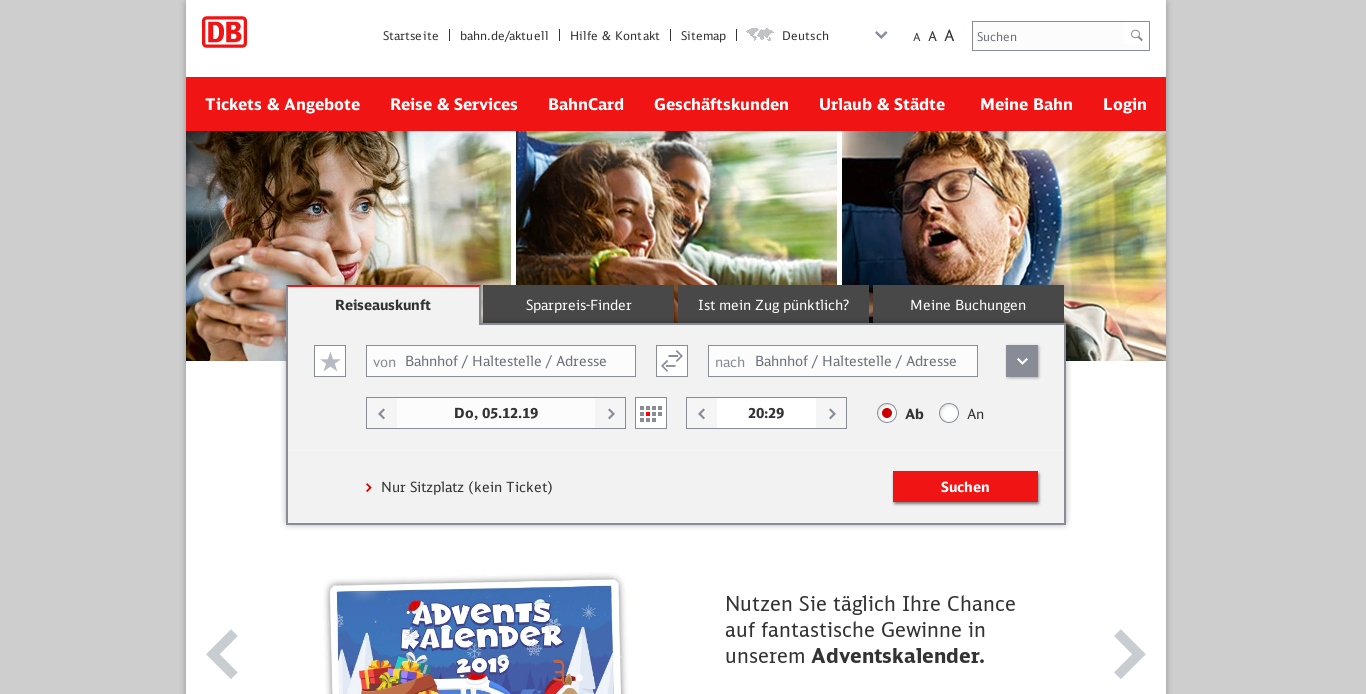 DB
Startseite
bahn.de/aktuell
Hilfe & Kontakt
Sitemap
Deutsch
A A A
Suchen
Tickets & Angebote
Reise & Services
BahnCard
Geschäftskunden
Urlaub & Städte
Meine Bahn
Login
Reiseauskunft
Sparpreis-Finder
Ist mein Zug pünktlich?
Meine Buchungen
von Bahnhof / Haltestelle / Adresse
nach Bahnhof / Haltestelle / Adresse
Do, 05.12.19
20:29
Ab
An
Nur Sitzplatz (kein Ticket)
Suchen
ADVENTS
KALENDER
2019
3
Nutzen Sie täglich Ihre Chance
auf fantastische Gewinne in
unserem Adventskalender.